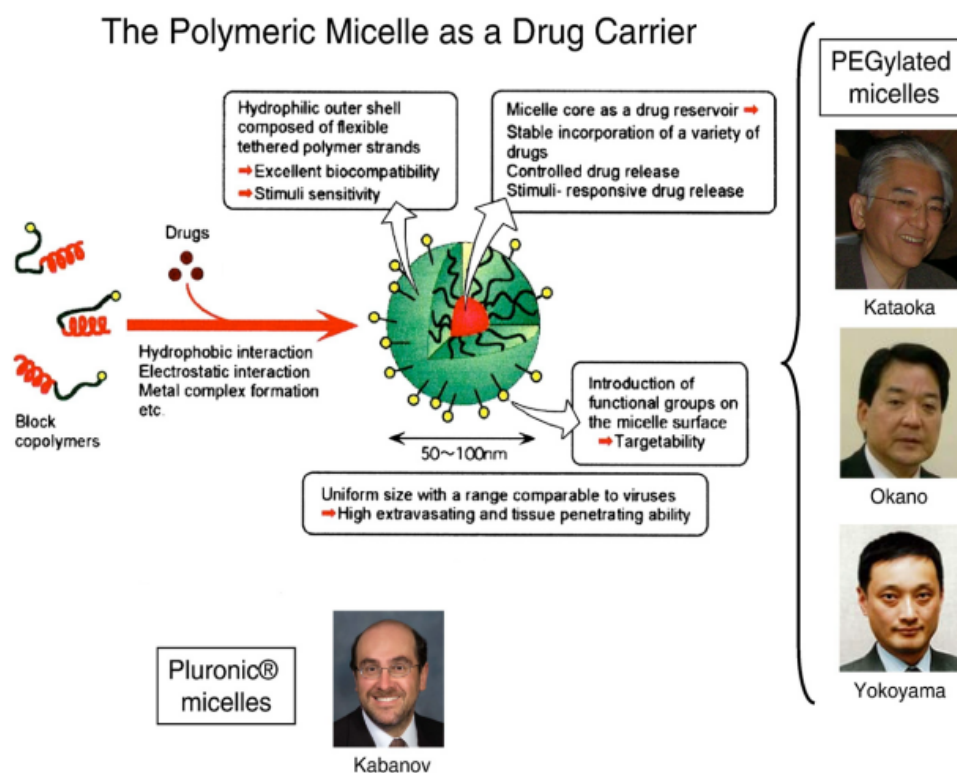 The Polymeric Micelle as a Drug Carrier
PEGylated
micelles
Hydrophilic outer shell
composed of flexible
tethered polymer strands
➡Excellent biocompatibility
➡Stimuli sensitivity
Micelle core as a drug reservoir ➡
Stable incorporation of a variety of
drugs
Controlled drug release
Stimuli- responsive drug release
Kataoka
Drugs
Hydrophobic interaction
Electrostatic interaction
Metal complex formation
etc.
Block
copolymers
Introduction of
functional groups on
the micelle surface
➡Targetability
50~100nm
Okano
Uniform size with a range comparable to viruses
➡High extravasating and tissue penetrating ability
Yokoyama
Pluronic®
micelles
Kabanov